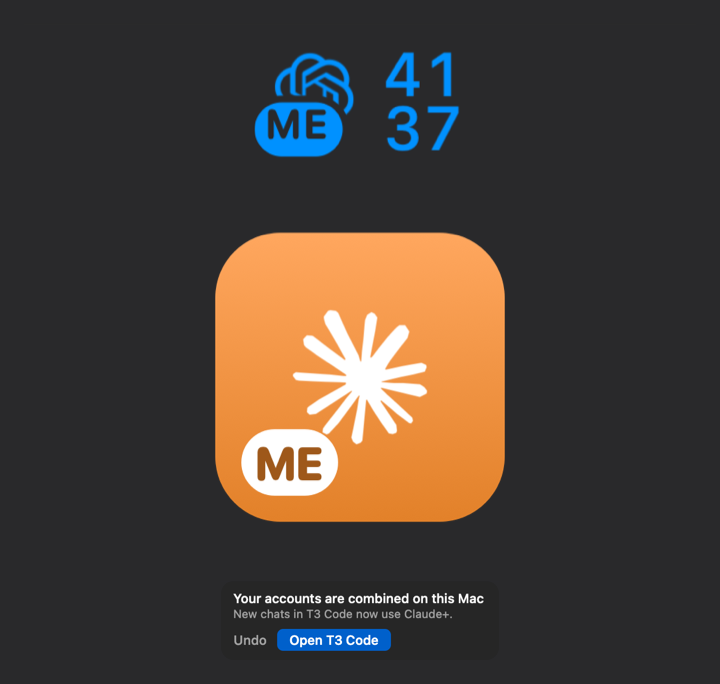 ME 41
37
ME
Your accounts are combined on this Mac
New chats in T3 Code now use Claude+.
Undo Open T3 Code